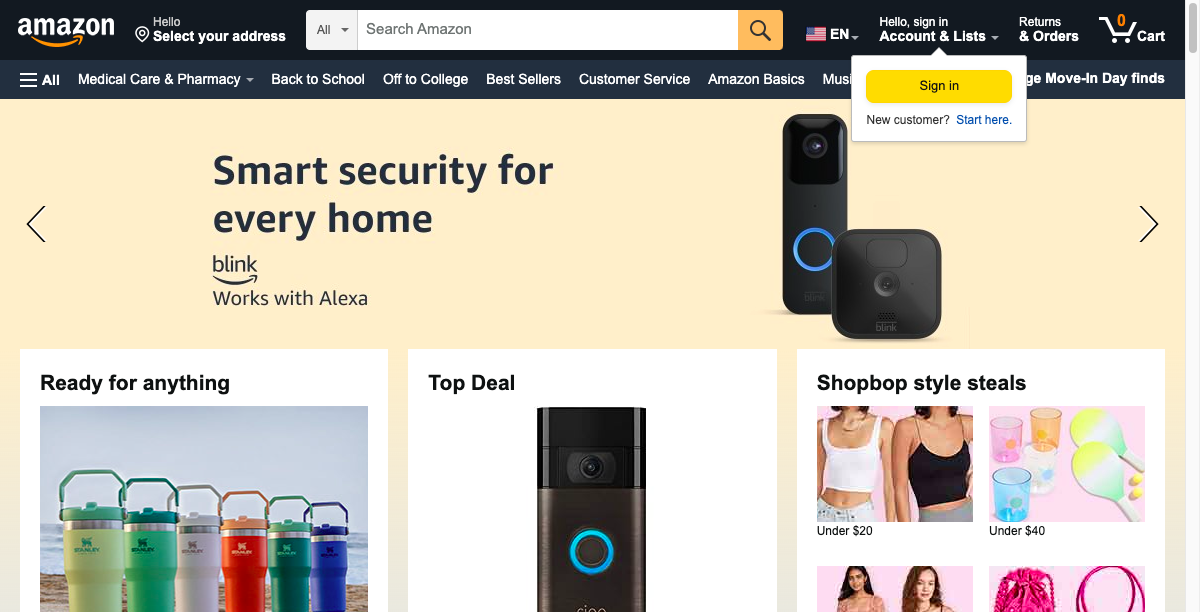 amazon
Hello
Select your address
All
Search Amazon
EN
Hello, sign in
Account & Lists
Returns
& Orders
0
Cart
All
Medical Care & Pharmacy
Back to School
Off to College
Best Sellers
Customer Service
Amazon Basics
Musi
ge Move-In Day finds
Sign in
New customer? Start here.
Smart security for
every home
blink
Works with Alexa
blink
blink
Ready for anything
Top Deal
Shopbop style steals
STANLEY
STANLEY
STANLEY
STANLEY
STANLEY
STANLEY
Under $20
Under $40